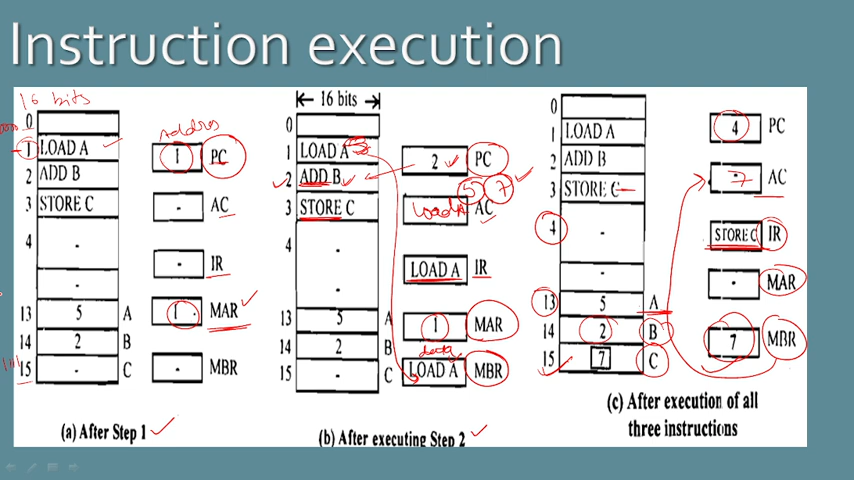 Instruction execution
16 bits
0
1 LOAD A
2 ADD B
3 STORE C
4 -
-
13 5 A
14 2 B
15 - C
1111
Address
1 PC
- AC
- IR
1 MAR
- MBR
(a) After Step 1
16 bits
0
1 LOAD A
2 ADD B
3 STORE C
4 -
-
13 5 A
14 2 B
15 - C
2 PC
5 7
Load A AC
LOAD A IR
1 MAR
data
LOAD A MBR
(b) After executing Step 2
0
1 LOAD A
2 ADD B
3 STORE C
4 -
-
13 5 A
14 2 B
15 7 C
4 PC
7 AC
STORE C IR
- MAR
7 MBR
(c) After execution of all
three instructions